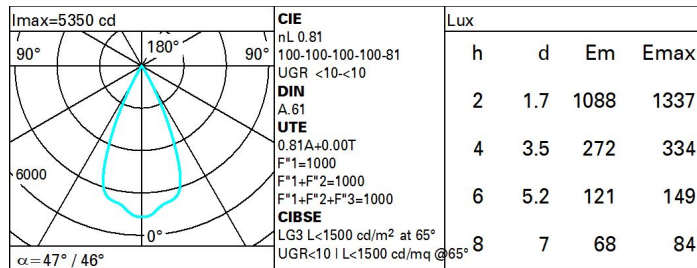 Imax=5350 cd
90° 180° 90°
6000
0°
α=47° / 46°
CIE
nL 0.81
100-100-100-100-81
UGR <10-<10
DIN
A.61
UTE
0.81A+0.00T
F"1=1000
F"1+F"2=1000
F"1+F"2+F"3=1000
CIBSE
LG3 L<1500 cd/m² at 65°
UGR<10 | L<1500 cd/mq @65°
Lux
h d Em Emax
2 1.7 1088 1337
4 3.5 272 334
6 5.2 121 149
8 7 68 84